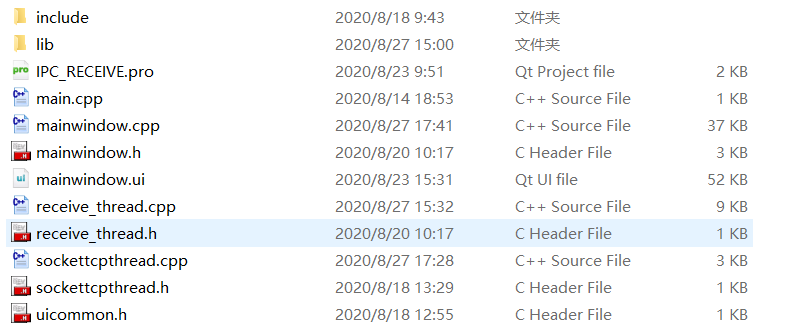 include 2020/8/18 9:43 文件夹
lib 2020/8/27 15:00 文件夹
IPC_RECEIVE.pro 2020/8/23 9:51 Qt Project file 2 KB
main.cpp 2020/8/14 18:53 C++ Source File 1 KB
mainwindow.cpp 2020/8/27 17:41 C++ Source File 37 KB
mainwindow.h 2020/8/20 10:17 C Header File 3 KB
mainwindow.ui 2020/8/23 15:31 Qt UI file 52 KB
receive_thread.cpp 2020/8/27 15:32 C++ Source File 9 KB
receive_thread.h 2020/8/20 10:17 C Header File 1 KB
sockettcpthread.cpp 2020/8/27 17:28 C++ Source File 3 KB
sockettcpthread.h 2020/8/18 13:29 C Header File 1 KB
uicommon.h 2020/8/18 12:55 C Header File 1 KB